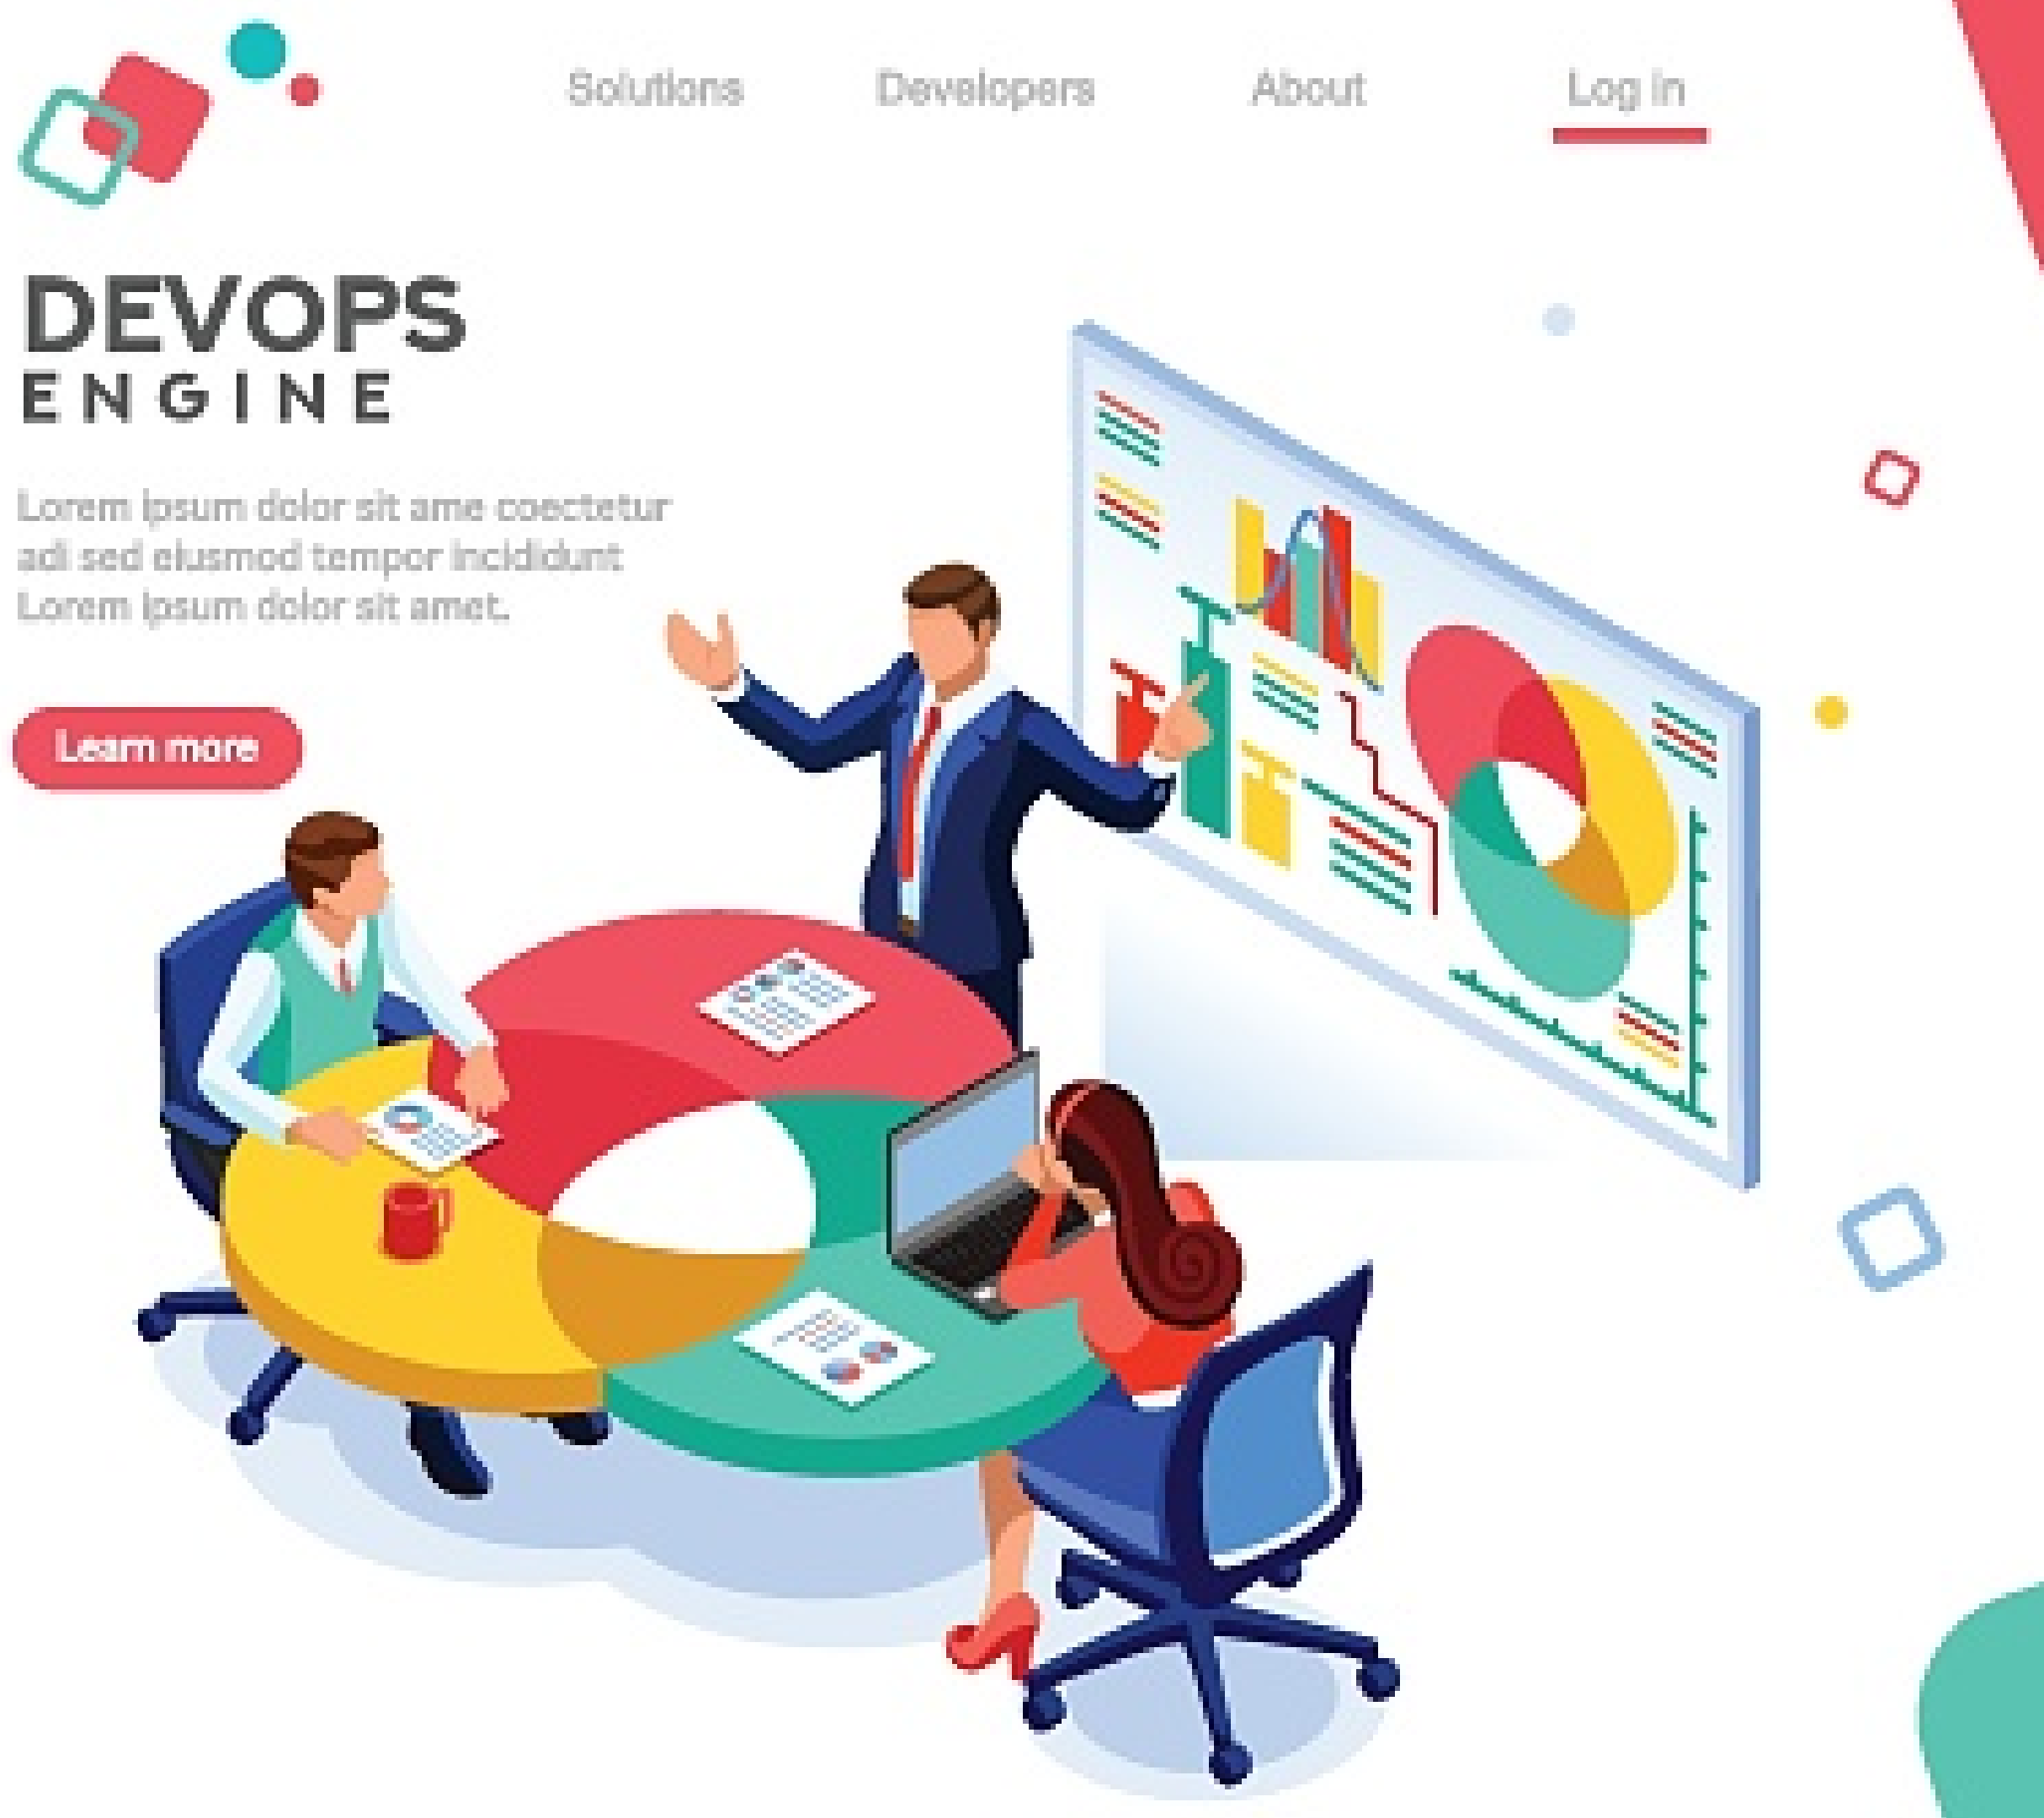 Solutions
Developers
About
Log in
DEVOPS
ENGINE
Lorem ipsum dolor sit ame coectetur
adi sed eiusmod tempor incididunt
Lorem ipsum dolor sit amet.
Learn more